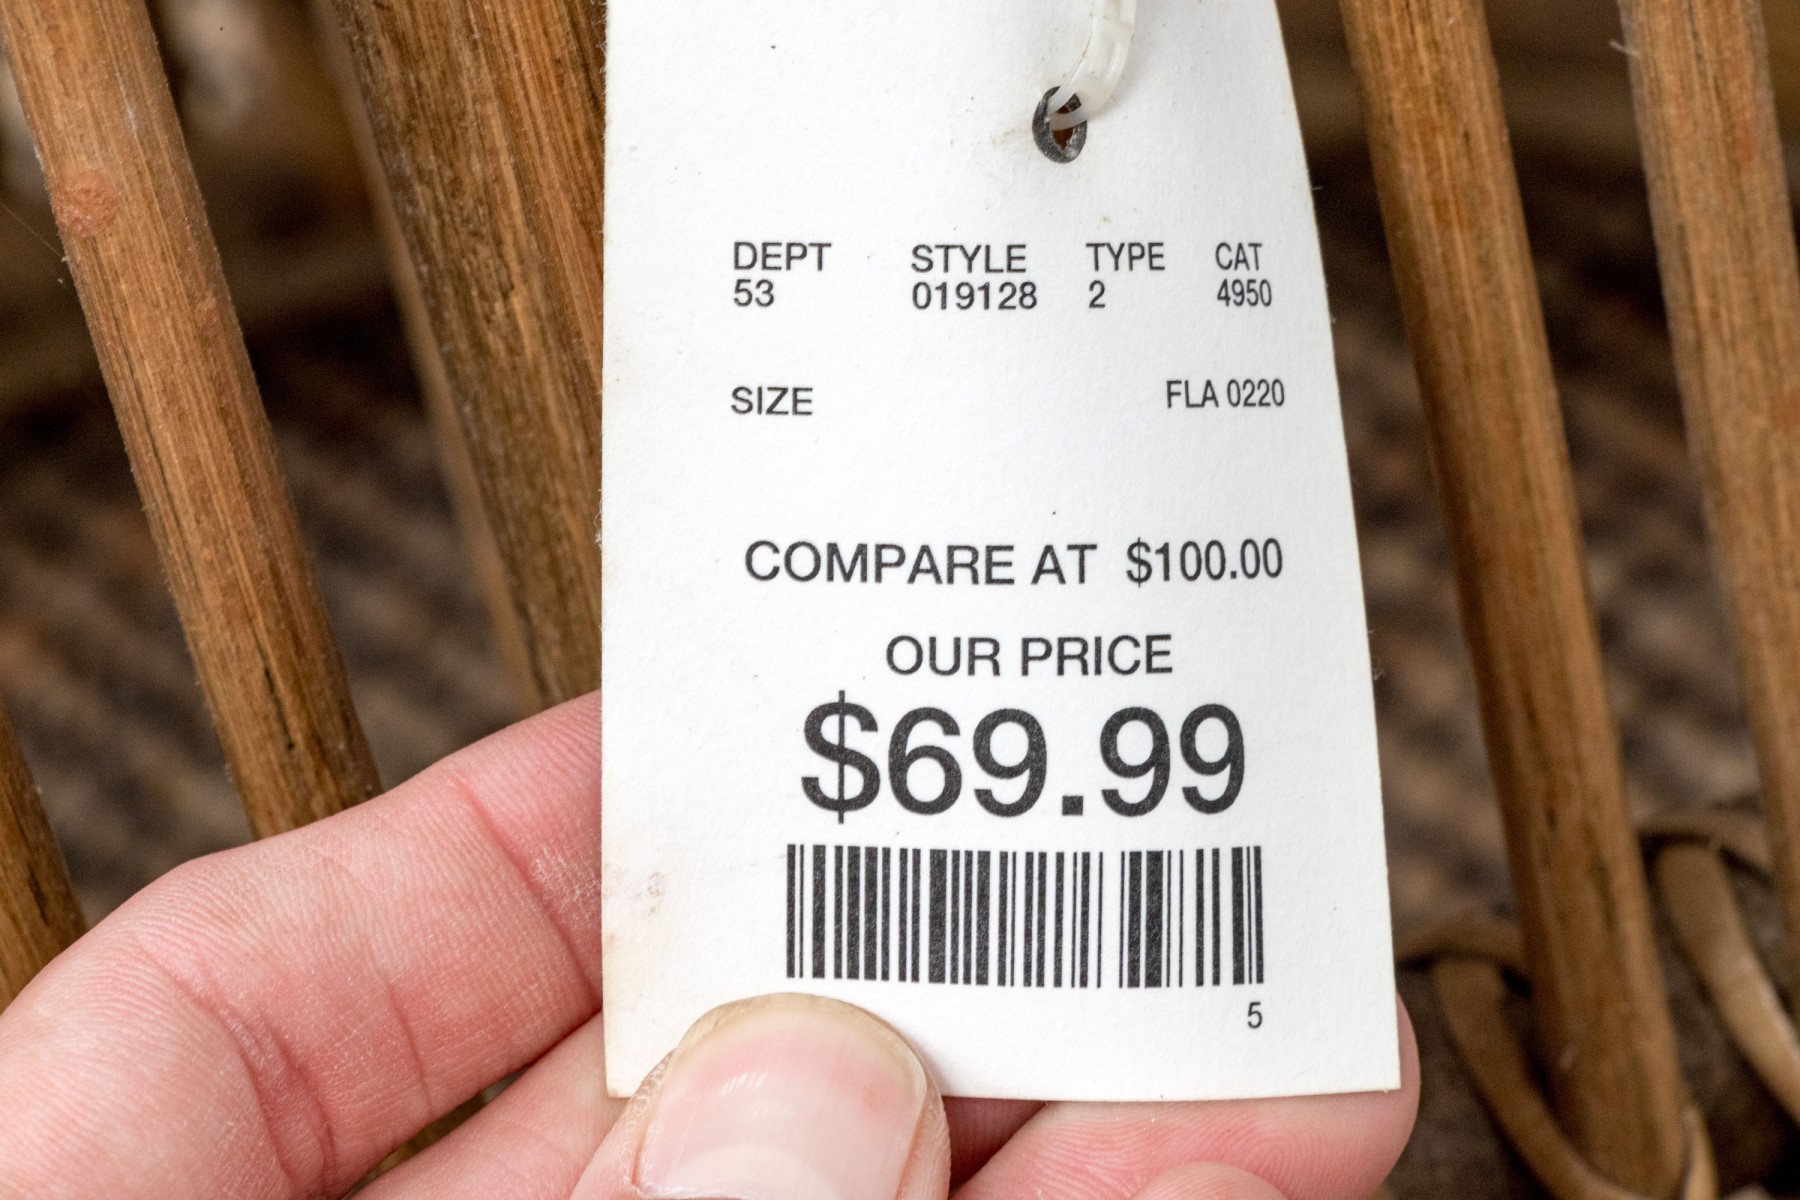 DEPT STYLE TYPE CAT
53 019128 2 4950
SIZE FLA 0220
COMPARE AT $100.00
OUR PRICE
$69.99
5